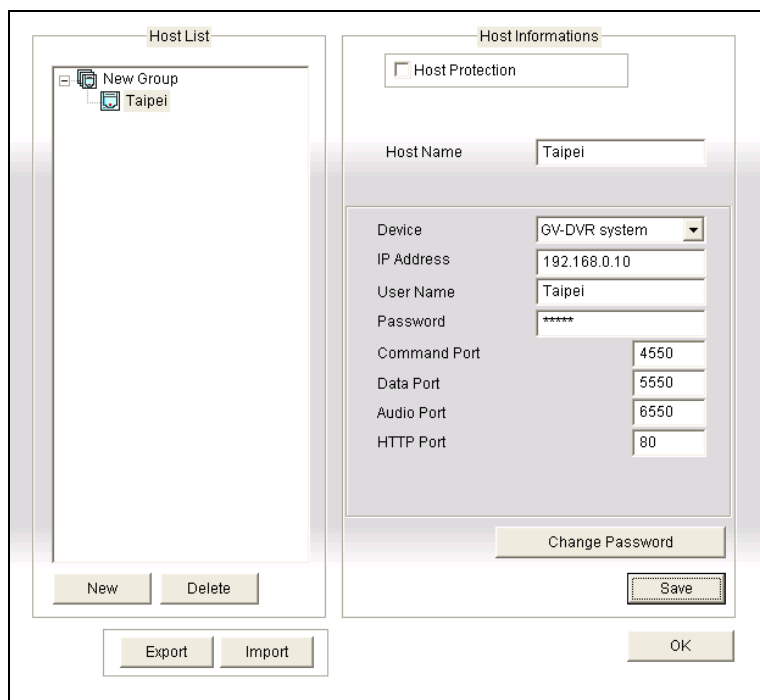 Host List
New Group
Taipei
New
Delete
Export
Import
Host Informations
Host Protection
Host Name
Taipei
Device
GV-DVR system
IP Address
192.168.0.10
User Name
Taipei
Password
*****
Command Port
4550
Data Port
5550
Audio Port
6550
HTTP Port
80
Change Password
Save
OK